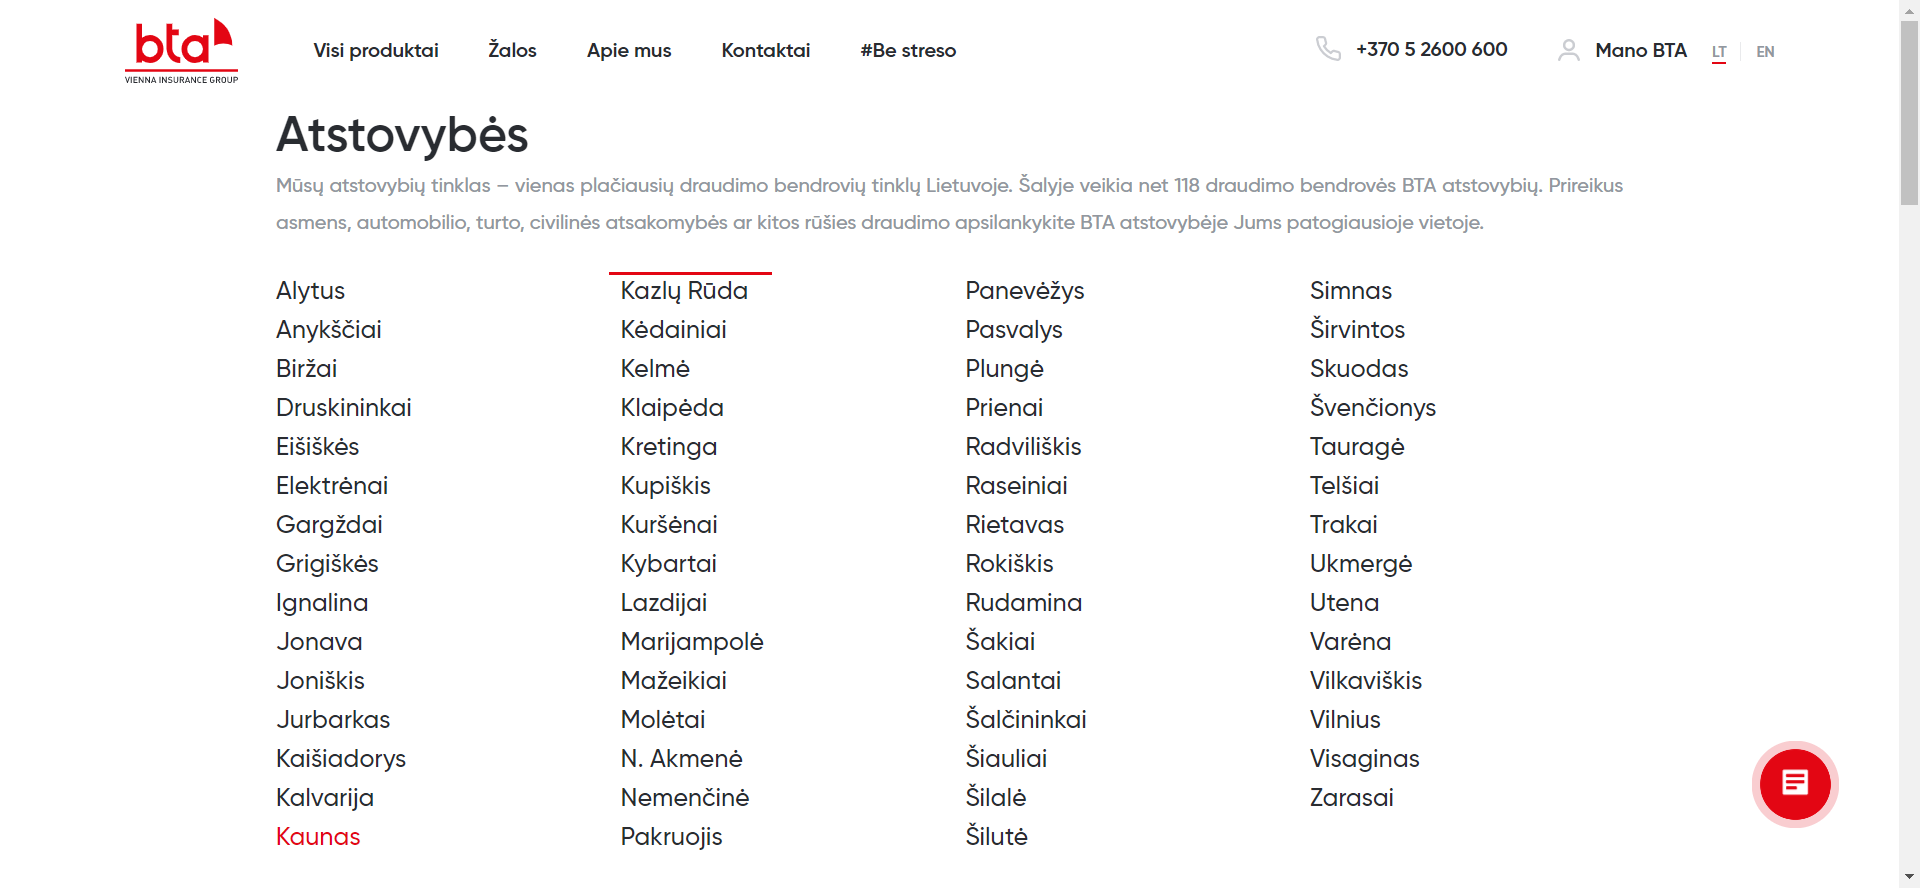 bta
VIENNA INSURANCE GROUP
Visi produktai
Žalos
Apie mus
Kontaktai
#Be streso
+370 5 2600 600
Mano BTA
LT
EN
Atstovybės
Mūsų atstovybių tinklas – vienas plačiausių draudimo bendrovių tinklų Lietuvoje. Šalyje veikia net 118 draudimo bendrovės BTA atstovybių. Prireikus
asmens, automobilio, turto, civilinės atsakomybės ar kitos rūšies draudimo apsilankykite BTA atstovybėje Jums patogiausioje vietoje.
Alytus
Anykščiai
Biržai
Druskininkai
Eišiškės
Elektrėnai
Gargždai
Grigiškės
Ignalina
Jonava
Joniškis
Jurbarkas
Kaišiadorys
Kalvarija
Kaunas
Kazlų Rūda
Kėdainiai
Kelmė
Klaipėda
Kretinga
Kupiškis
Kuršėnai
Kybartai
Lazdijai
Marijampolė
Mažeikiai
Molėtai
N. Akmenė
Nemenčinė
Pakruojis
Panevėžys
Pasvalys
Plungė
Prienai
Radviliškis
Raseiniai
Rietavas
Rokiškis
Rudamina
Šakiai
Salantai
Šalčininkai
Šiauliai
Šilalė
Šilutė
Simnas
Širvintos
Skuodas
Švenčionys
Tauragė
Telšiai
Trakai
Ukmergė
Utena
Varėna
Vilkaviškis
Vilnius
Visaginas
Zarasai